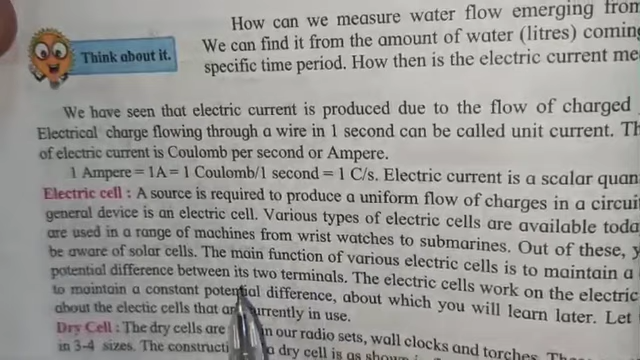 How can we measure water flow emerging from
Think about it.
We can find it from the amount of water (litres) coming
specific time period. How then is the electric current me
We have seen that electric current is produced due to the flow of charged
Electrical charge flowing through a wire in 1 second can be called unit current. Th
of electric current is Coulomb per second or Ampere.
1 Ampere = 1A = 1 Coulomb/1 second = 1 C/s. Electric current is a scalar quan
Electric cell : A source is required to produce a uniform flow of charges in a circui
general device is an electric cell. Various types of electric cells are available toda
are used in a range of machines from wrist watches to submarines. Out of these, y
be aware of solar cells. The main function of various electric cells is to maintain a
potential difference between its two terminals. The electric cells work on the electric
to maintain a constant potential difference, about which you will learn later. Let
about the electic cells that are currently in use.
Dry Cell : The dry cells are in our radio sets, wall clocks and torches. These
in 3-4 sizes. The constructi a dry cell is as shown